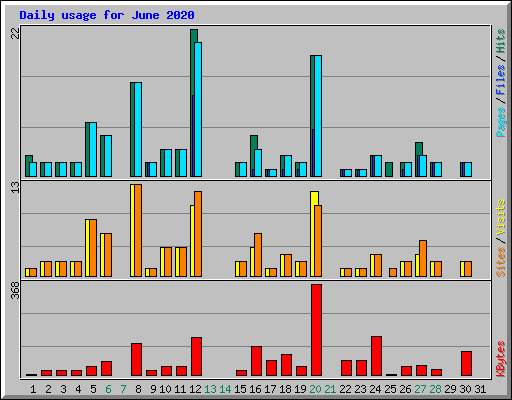 Daily usage for June 2020
22
Pages / Files / Hits
13
Sites / Visits
368
KBytes
1 2 3 4 5 6 7 8 9 10 11 12 13 14 15 16 17 18 19 20 21 22 23 24 25 26 27 28 29 30 31